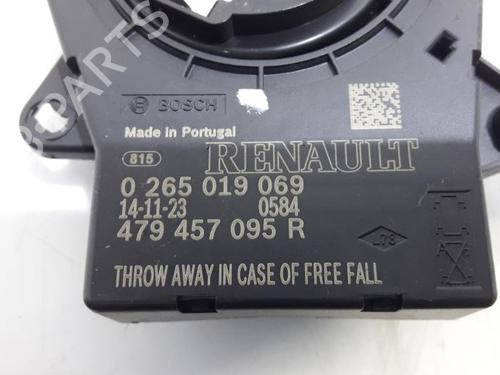 B-PARTS
BOSCH
Made in Portugal
815
RENAULT
0 265 019 069
14-11-23 0584
479 457 095 R
THROW AWAY IN CASE OF FREE FALL